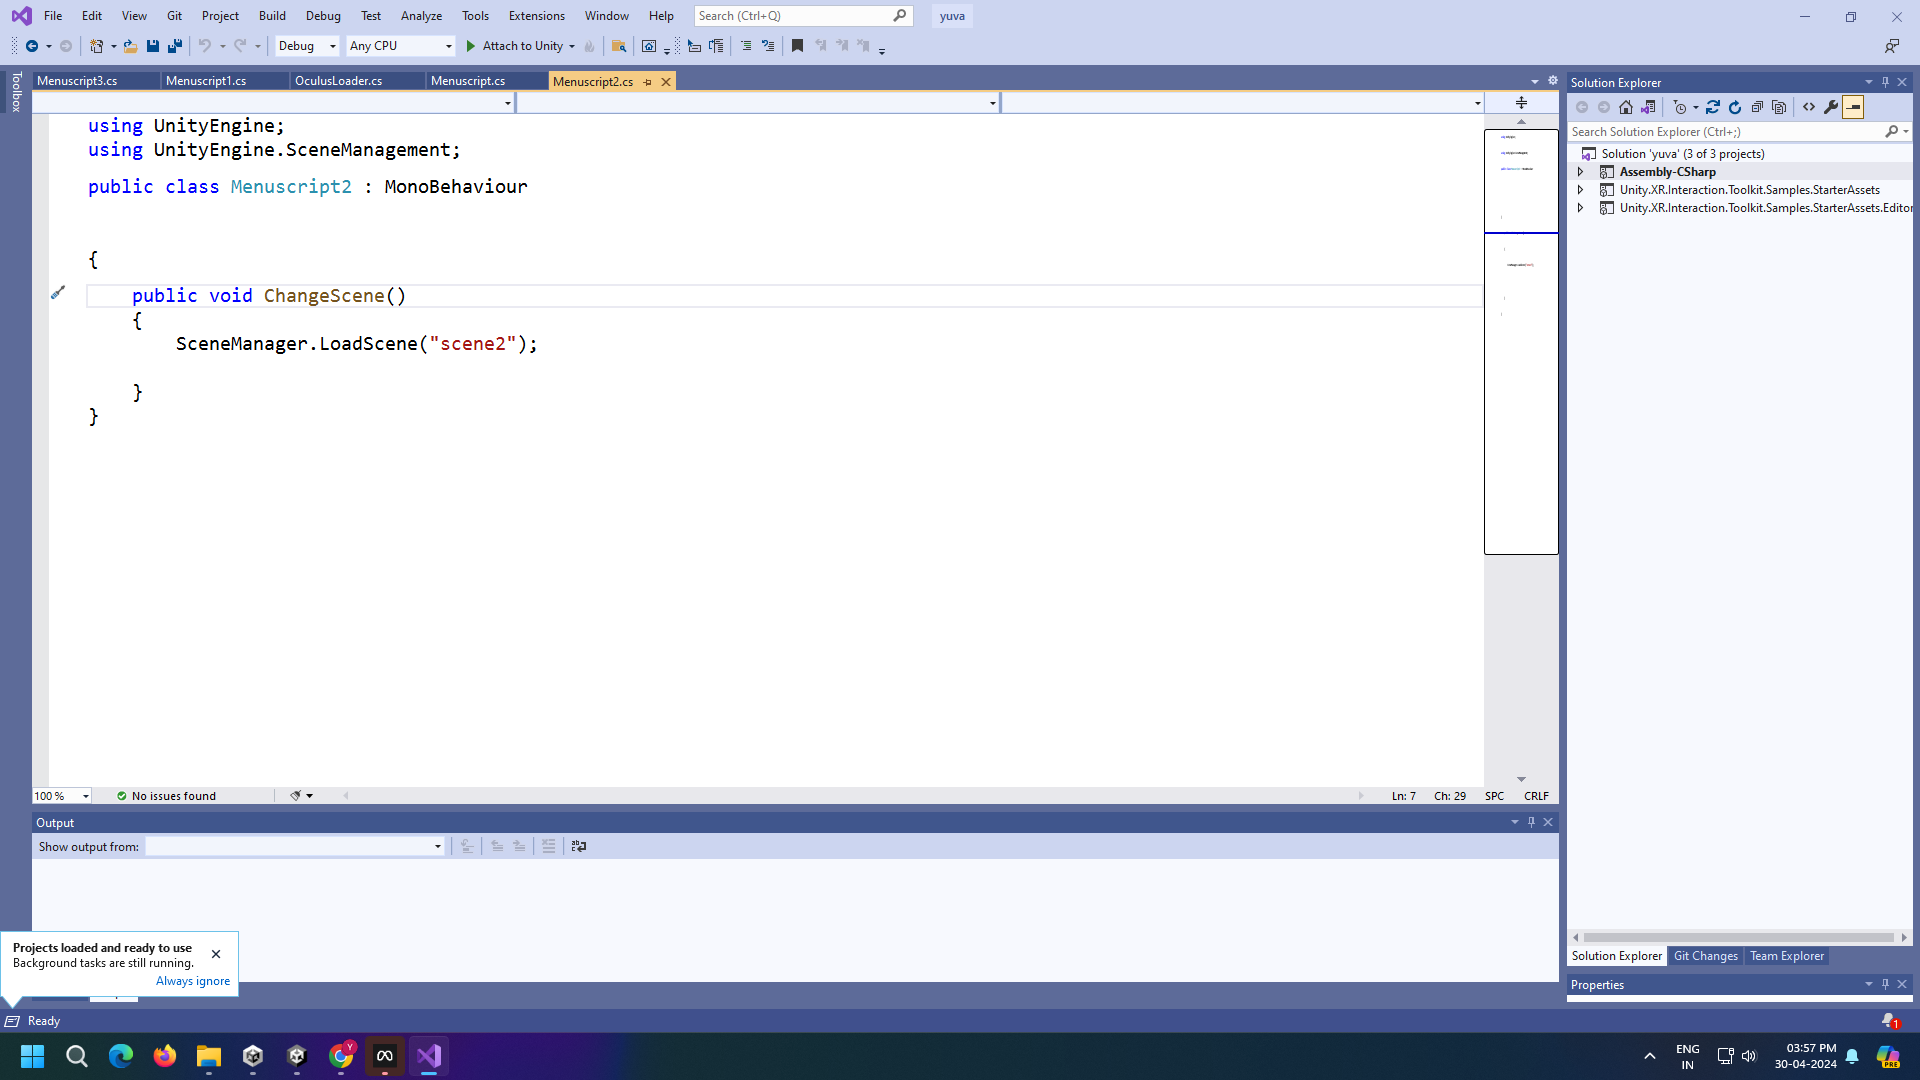 File Edit View Git Project Build Debug Test Analyze Tools Extensions Window Help Search (Ctrl+Q) yuva
Debug Any CPU Attach to Unity
Toolbox
Menuscript3.cs Menuscript1.cs OculusLoader.cs Menuscript.cs Menuscript2.cs
using UnityEngine;
using UnityEngine.SceneManagement;
public class Menuscript2 : MonoBehaviour
{
public void ChangeScene()
{
SceneManager.LoadScene("scene2");
}
}
100 % No issues found Ln: 7 Ch: 29 SPC CRLF
Output
Show output from:
Solution Explorer
Search Solution Explorer (Ctrl+;)
Solution 'yuva' (3 of 3 projects)
Assembly-CSharp
Unity.XR.Interaction.Toolkit.Samples.StarterAssets
Unity.XR.Interaction.Toolkit.Samples.StarterAssets.Editor
Solution Explorer Git Changes Team Explorer
Properties
Projects loaded and ready to use
Background tasks are still running.
Always ignore
Ready
1
Y
ENG
IN
03:57 PM
30-04-2024
PRE